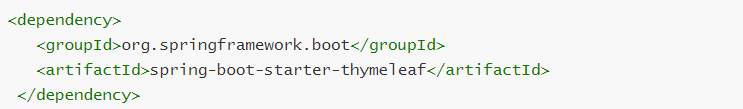 <dependency>
<groupId>org.springframework.boot</groupId>
<artifactId>spring-boot-starter-thymeleaf</artifactId>
</dependency>